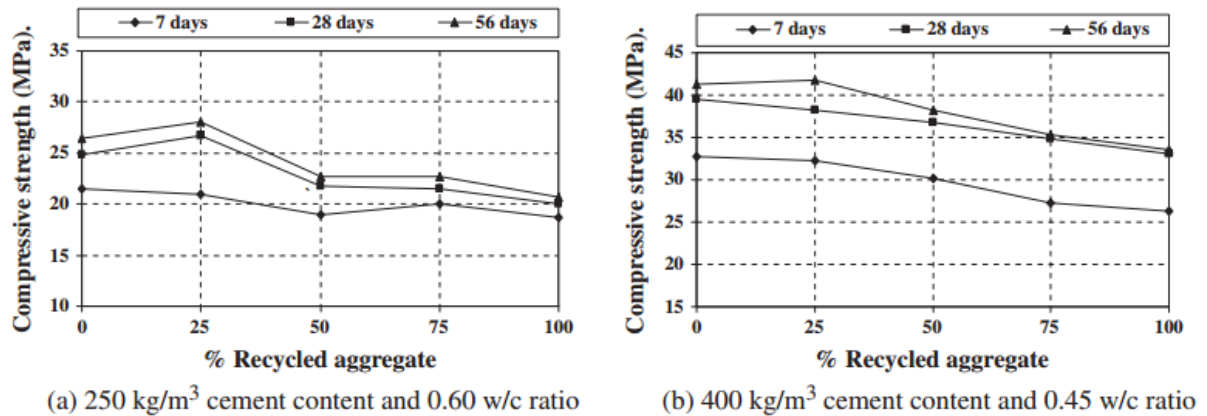 7 days 28 days 56 days
35
30
25
20
15
10
0 25 50 75 100
Compressive strength (MPa).
% Recycled aggregate
(a) 250 kg/m³ cement content and 0.60 w/c ratio
7 days 28 days 56 days
45
40
35
30
25
20
15
0 25 50 75 100
Compressive strength (MPa).
% Recycled aggregate
(b) 400 kg/m³ cement content and 0.45 w/c ratio